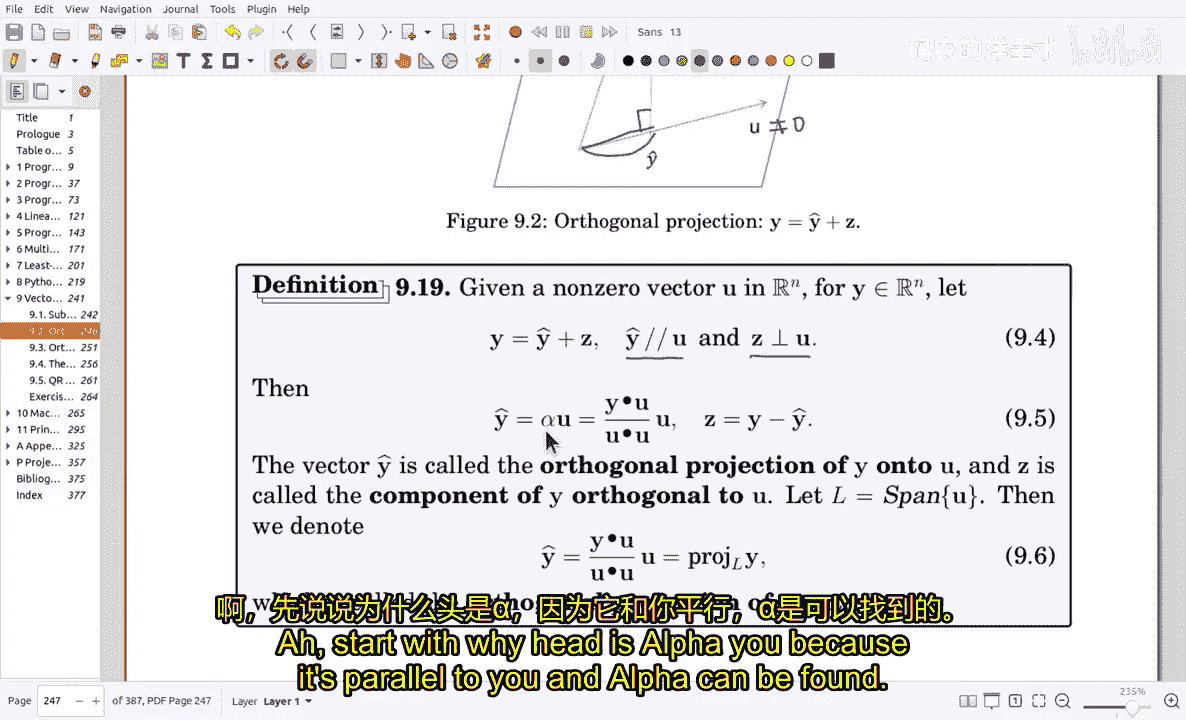 File Edit View Navigation Journal Tools Plugin Help
Sans 13
Title 1
Prologue 3
Table o... 5
1 Progr... 9
2 Progr... 37
3 Progr... 73
4 Linea... 121
5 Progr... 143
6 Multi... 171
7 Least-... 201
8 Pytho... 219
9 Vecto... 241
9.1. Sub... 242
9.2. Ort... 246
9.3. Ort... 251
9.4. The... 256
9.5. QR ... 261
Exercis... 264
10 Mac... 265
11 Prin... 295
A Appe... 325
P Proje... 357
Bibliog... 375
Index 377
u ≠ 0
ŷ
Figure 9.2: Orthogonal projection: y = ŷ + z.
Definition 9.19. Given a nonzero vector u in ℝⁿ, for y ∈ ℝⁿ, let
y = ŷ + z, ŷ // u and z ⊥ u. (9.4)
Then
ŷ = αu = y•u / u•u u, z = y − ŷ. (9.5)
The vector ŷ is called the orthogonal projection of y onto u, and z is
called the component of y orthogonal to u. Let L = Span{u}. Then
we denote
ŷ = y•u / u•u u = proj_L y, (9.6)
啊，先说说为什么头是α，因为它和你平行，α是可以找到的。
Ah, start with why head is Alpha you because
it's parallel to you and Alpha can be found.
Page 247 of 387, PDF Page 247 Layer Layer 1 235%